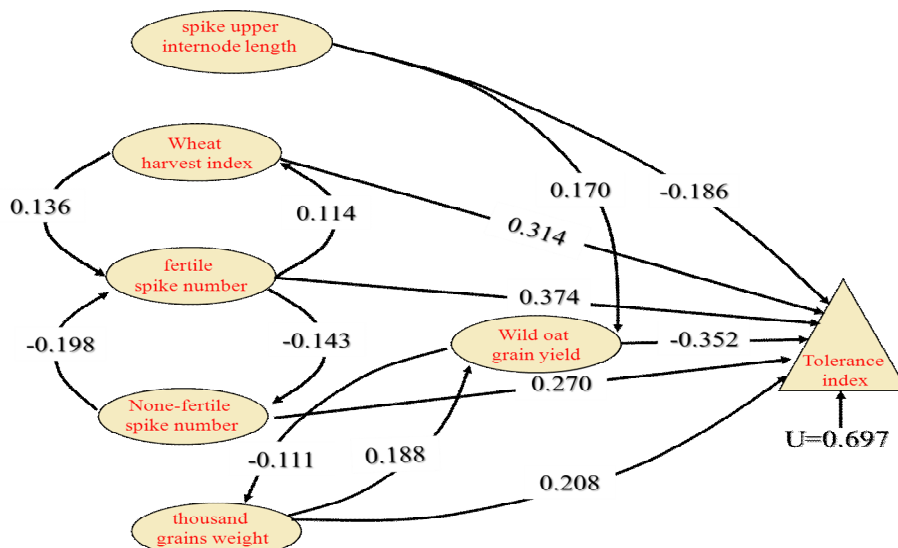 spike upper
internode length
Wheat
harvest index
0.136
0.114
0.170
-0.186
0.314
fertile
spike number
0.374
-0.198
-0.143
Wild oat
grain yield
-0.352
Tolerance
index
None-fertile
spike number
0.270
U=0.697
-0.111
0.188
0.208
thousand
grains weight